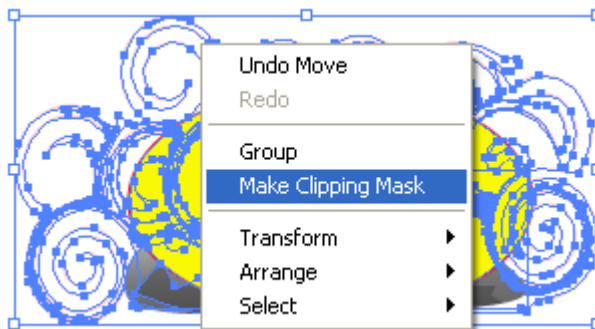 Undo Move
Redo
Group
Make Clipping Mask
Transform
Arrange
Select